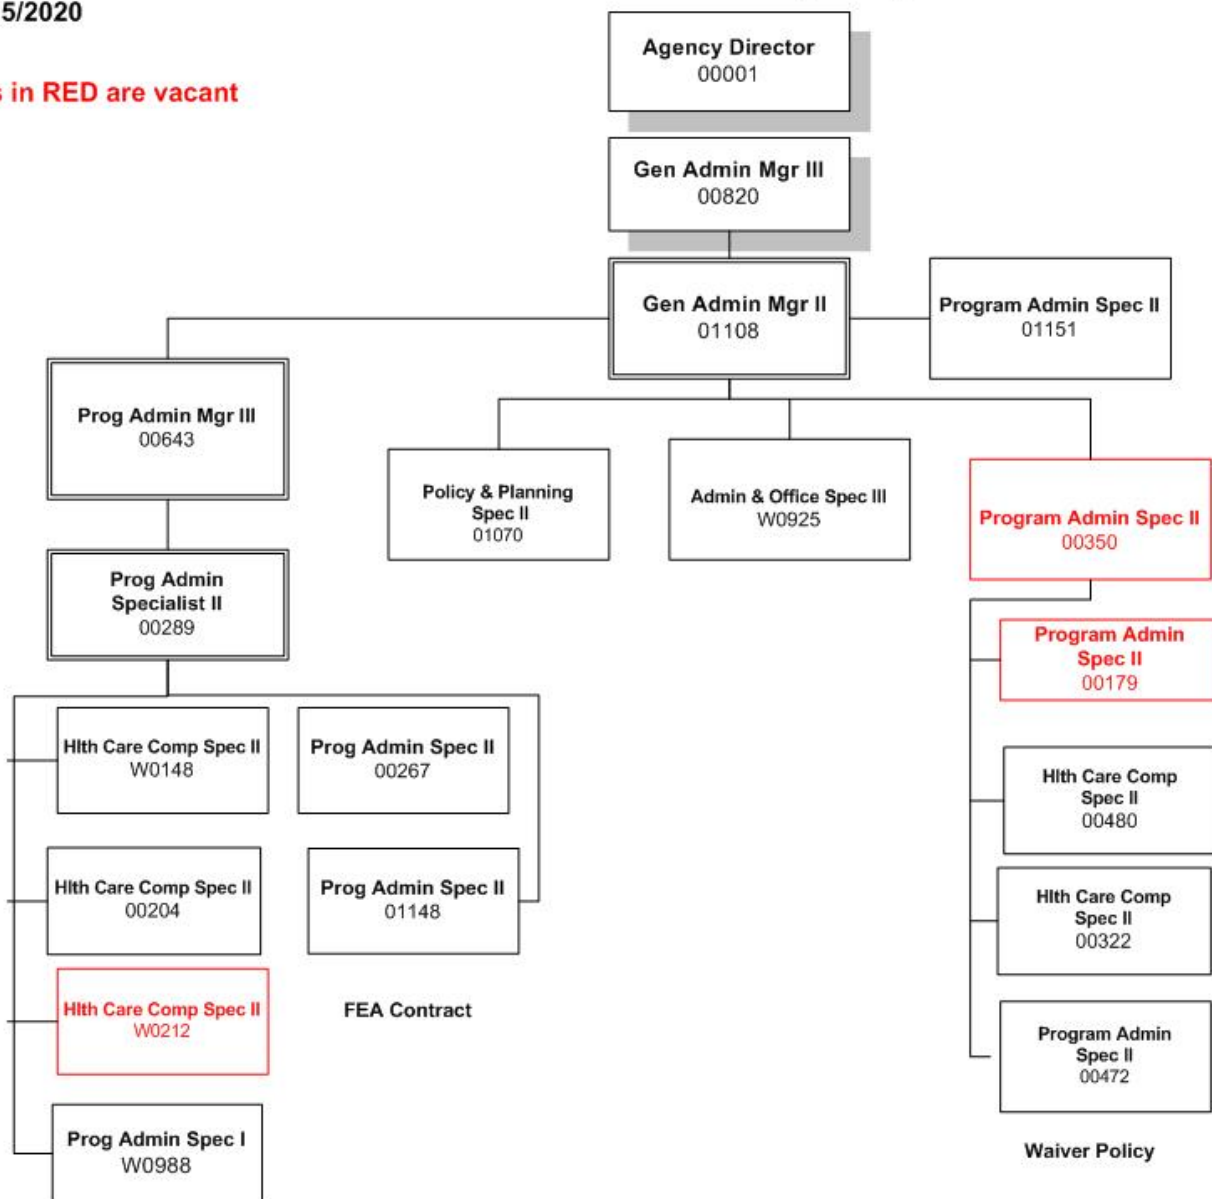 5/2020
s in RED are vacant
Agency Director
00001
Gen Admin Mgr III
00820
Gen Admin Mgr II
01108
Program Admin Spec II
01151
Prog Admin Mgr III
00643
Policy & Planning
Spec II
01070
Admin & Office Spec III
W0925
Program Admin Spec II
00350
Prog Admin
Specialist II
00289
Program Admin
Spec II
00179
Hlth Care Comp Spec II
W0148
Prog Admin Spec II
00267
Hlth Care Comp
Spec II
00480
Hlth Care Comp Spec II
00204
Prog Admin Spec II
01148
Hlth Care Comp
Spec II
00322
Hlth Care Comp Spec II
W0212
FEA Contract
Program Admin
Spec II
00472
Prog Admin Spec I
W0988
Waiver Policy